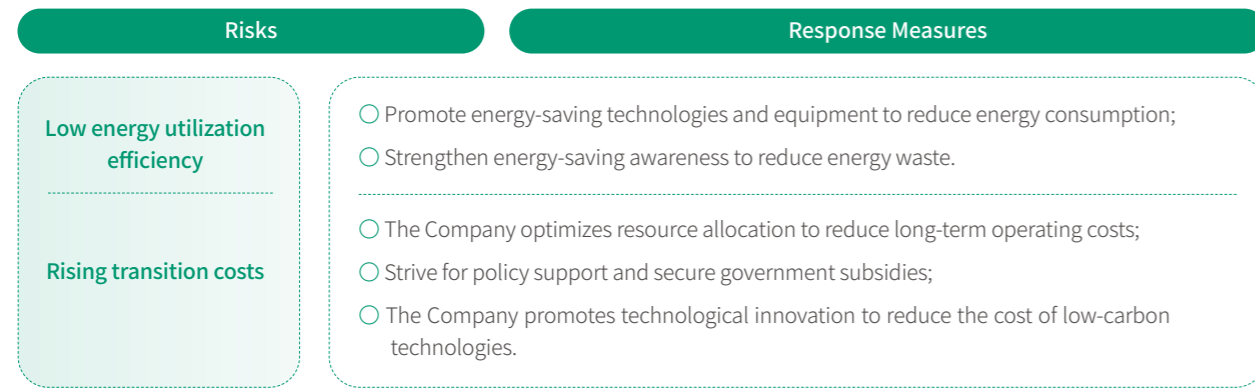 Risks
Response Measures
Low energy utilization
efficiency
○ Promote energy-saving technologies and equipment to reduce energy consumption;
○ Strengthen energy-saving awareness to reduce energy waste.
Rising transition costs
○ The Company optimizes resource allocation to reduce long-term operating costs;
○ Strive for policy support and secure government subsidies;
○ The Company promotes technological innovation to reduce the cost of low-carbon
technologies.